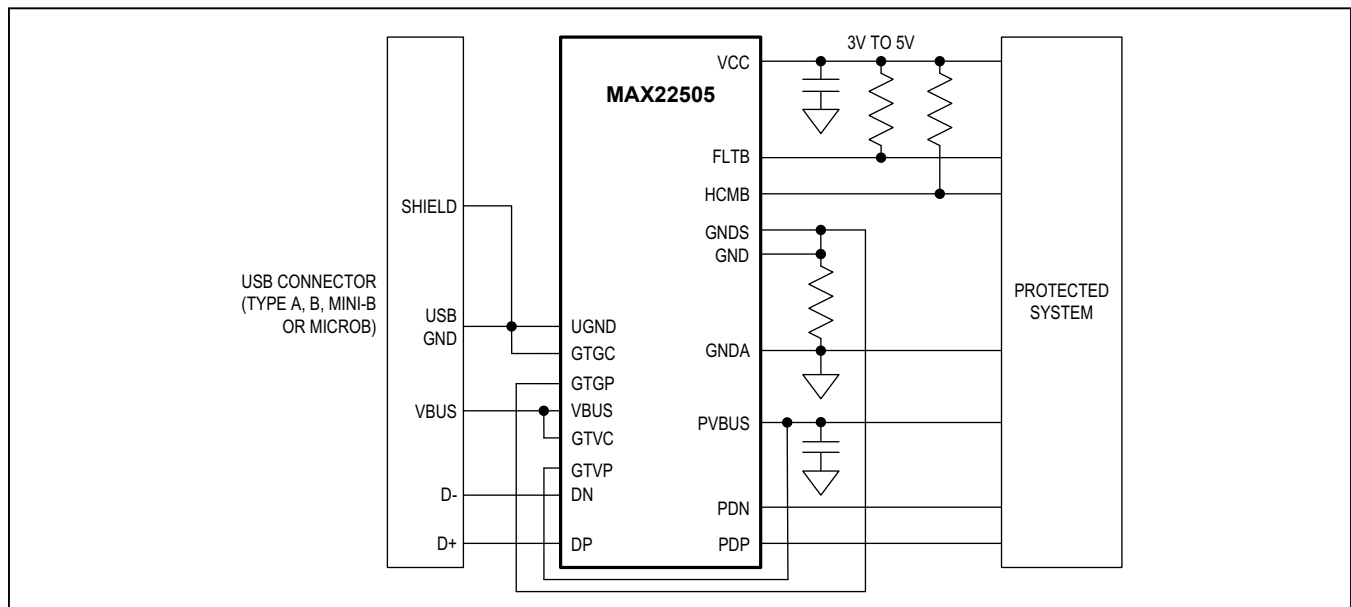 3V TO 5V
VCC
MAX22505
FLTB
HCMB
SHIELD
GNDS
GND
USB CONNECTOR
(TYPE A, B, MINI-B
OR MICROB)
PROTECTED
SYSTEM
USB
GND
UGND
GTGC
GNDA
GTGP
VBUS
VBUS
PVBUS
GTVC
GTVP
D-
DN
PDN
D+
DP
PDP